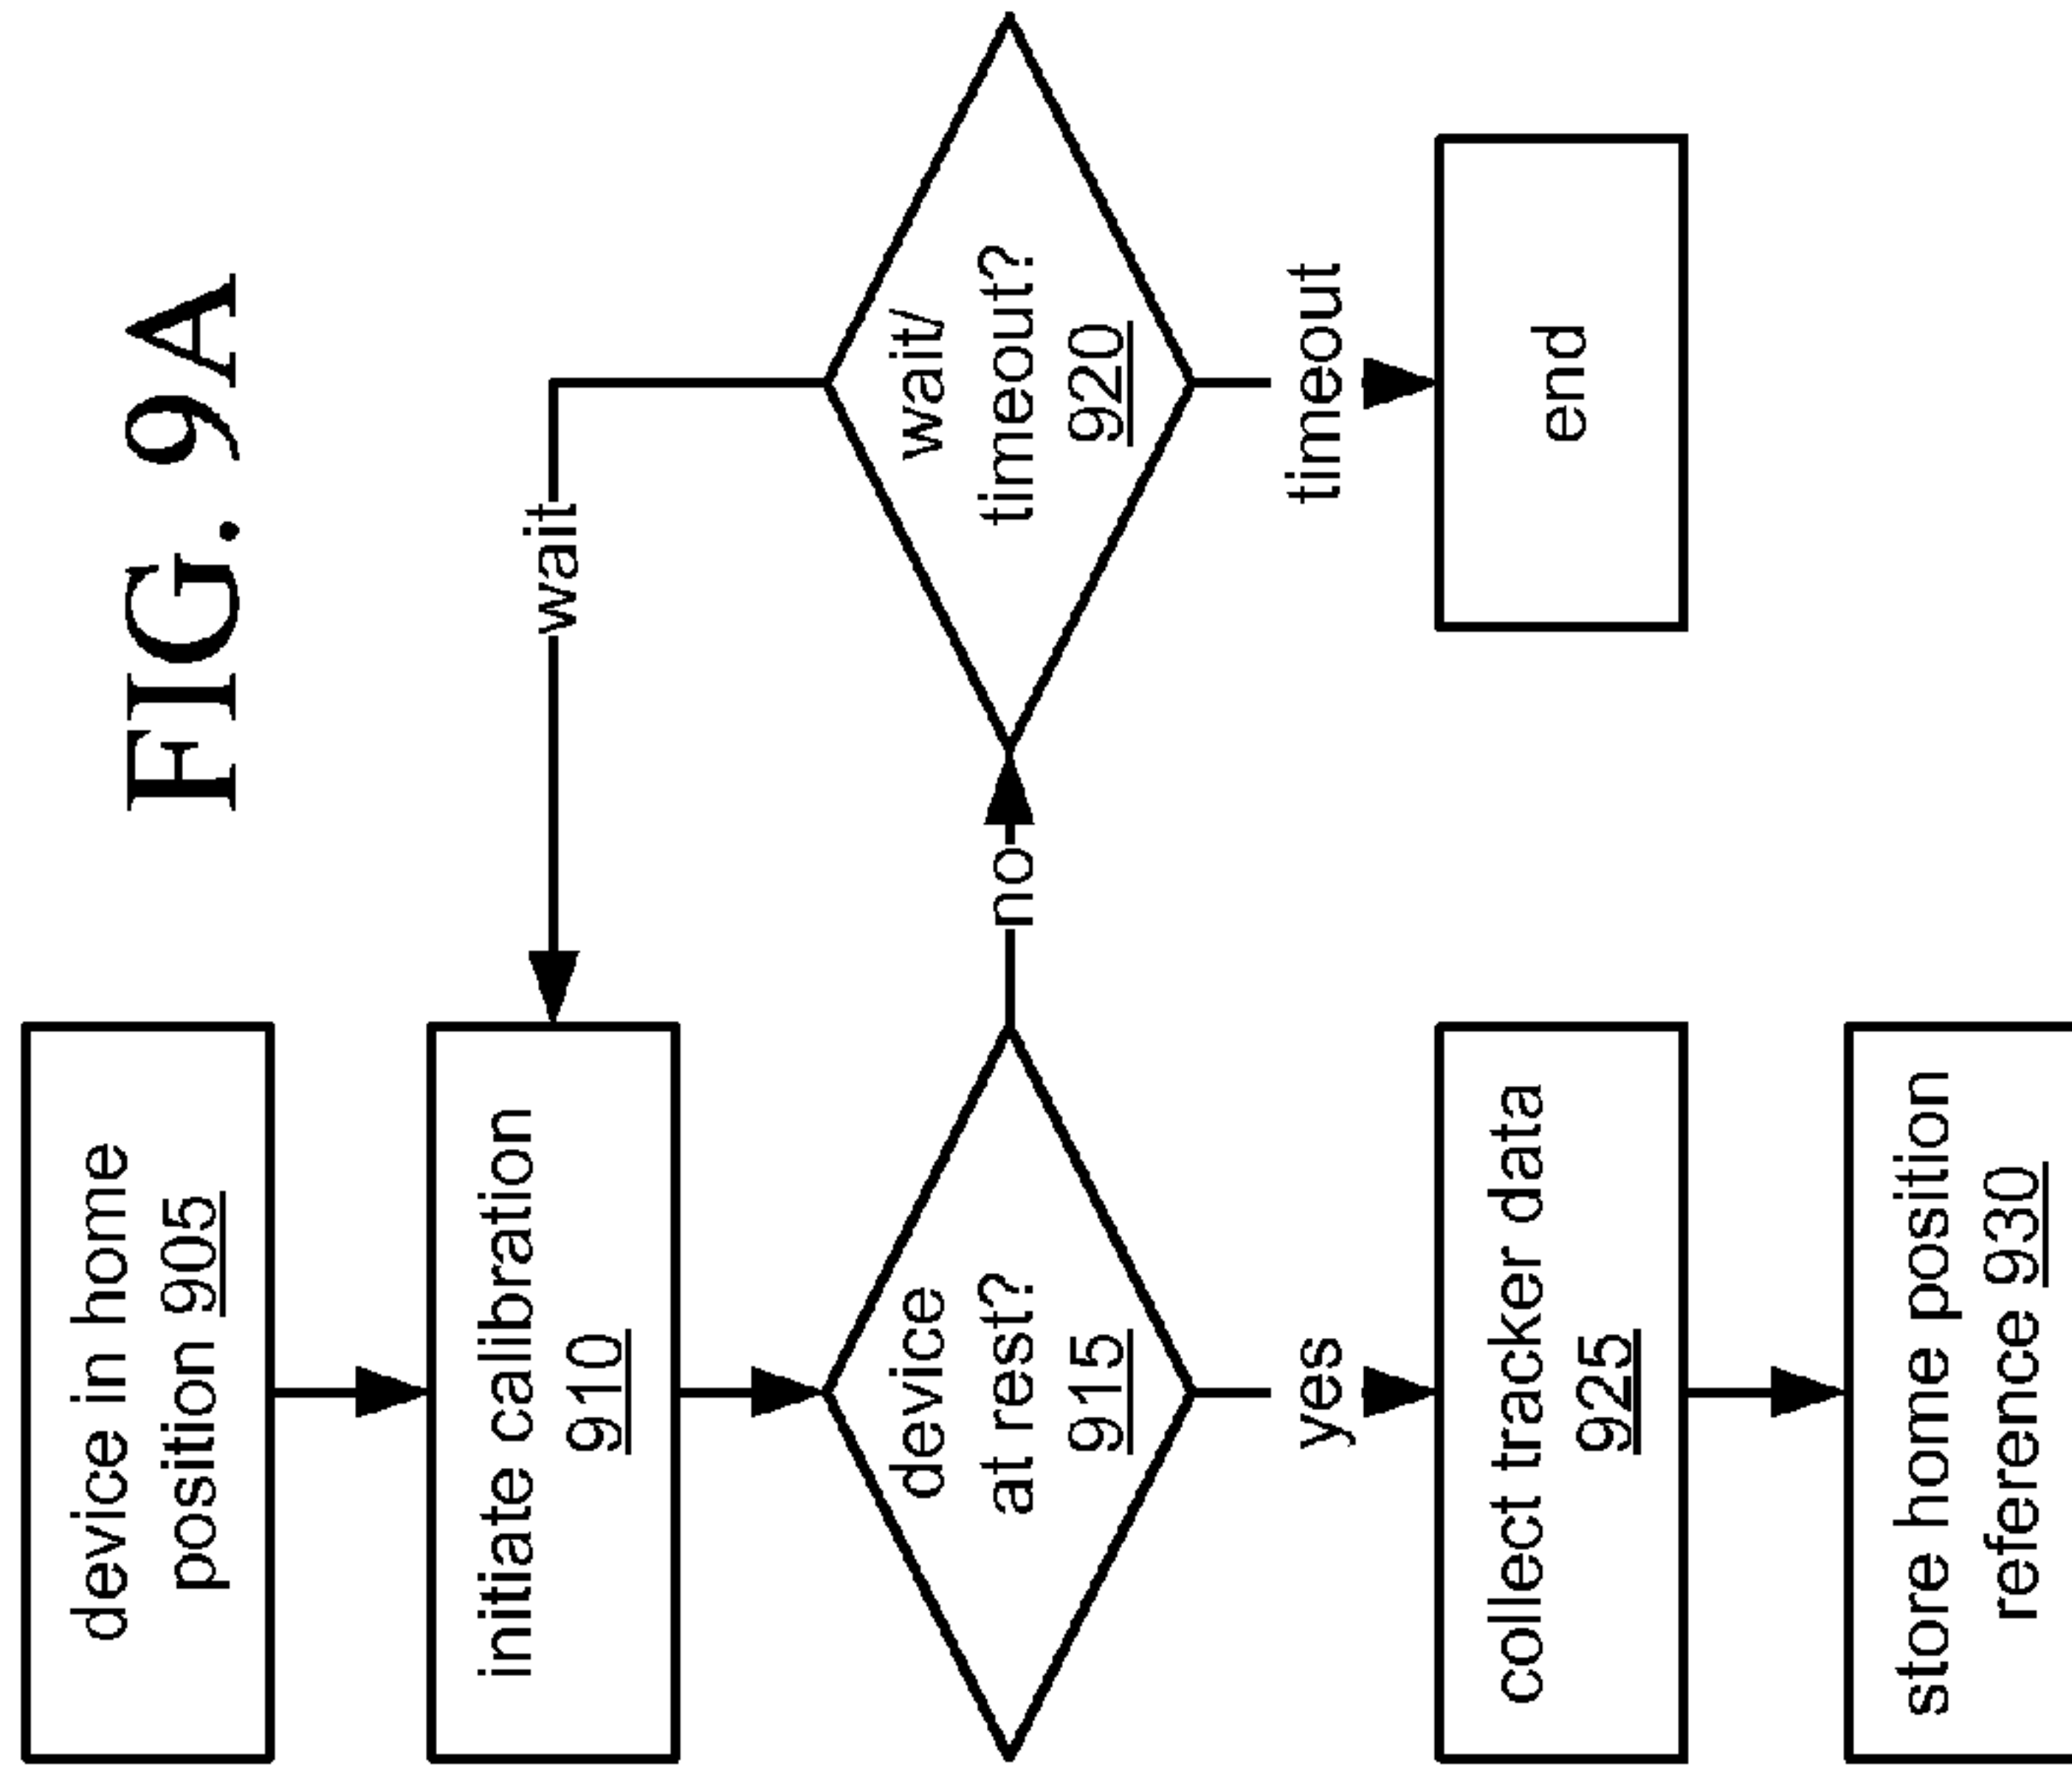 FIG. 9A
device in home
position 905
initiate calibration
910
wait
device
at rest?
915
no
wait/
timeout?
920
yes
timeout
collect tracker data
925
end
store home position
reference 930